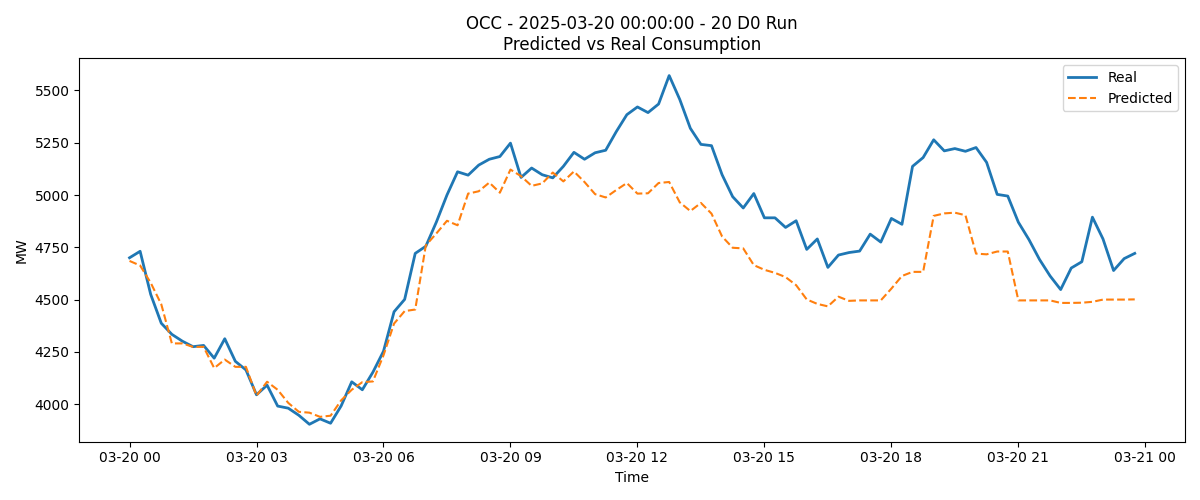 OCC - 2025-03-20 00:00:00 - 20 D0 Run
Predicted vs Real Consumption
Real
Predicted
MW
5500
5250
5000
4750
4500
4250
4000
03-20 00
03-20 03
03-20 06
03-20 09
03-20 12
03-20 15
03-20 18
03-20 21
03-21 00
Time